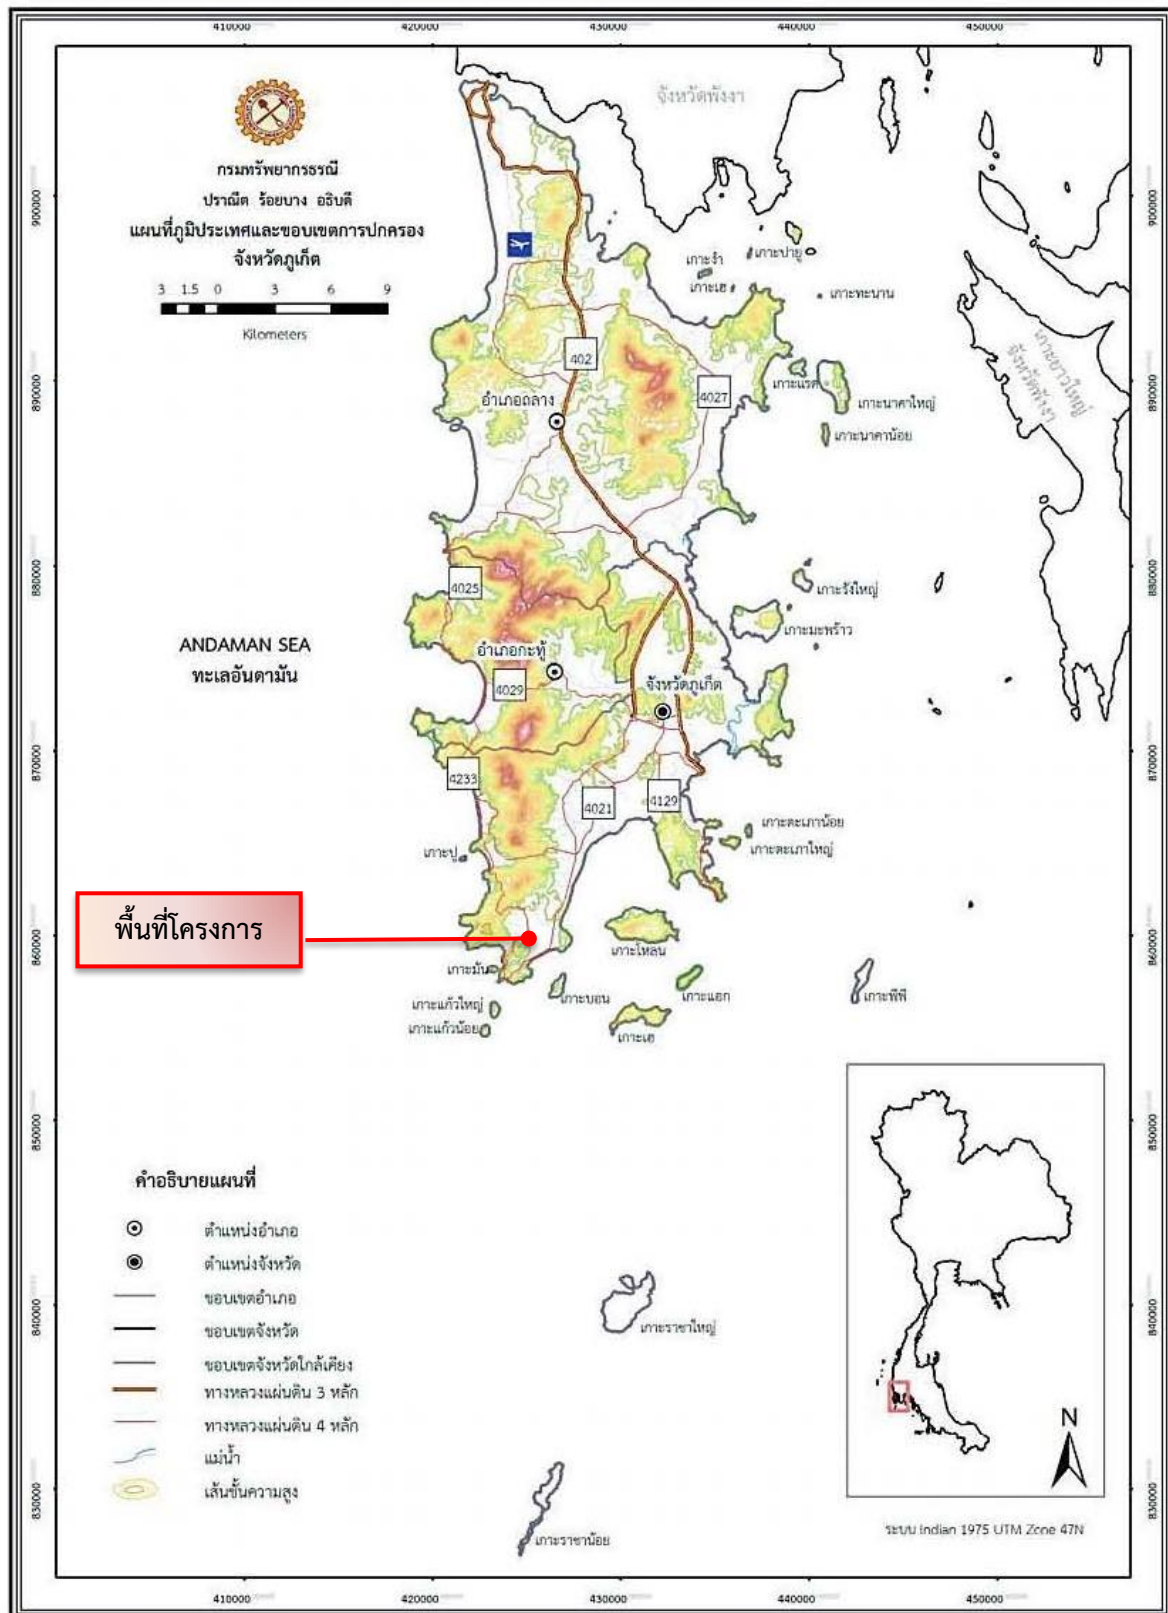 410000 420000 430000 440000 450000
กรมทรัพยากรธรณี
ปราณีต ร้อยบาง อธิบดี
แผนที่ภูมิประเทศและขอบเขตการปกครอง
จังหวัดภูเก็ต
3 1.5 0 3 6 9
Kilometers
จังหวัดพังงา
900000 900000
เกาะงำ
เกาะปายู
เกาะเฮ
เกาะทะนาน
402
เกาะยาวใหญ่
จังหวัดพังงา
890000 890000
เกาะแรด
อำเภอถลาง
4027
เกาะนาคาใหญ่
เกาะนาคาน้อย
880000 880000
4025
เกาะรังใหญ่
เกาะมะพร้าว
ANDAMAN SEA
ทะเลอันดามัน
อำเภอกะทู้
4029
จังหวัดภูเก็ต
870000 870000
4233
4021
4129
เกาะตะเภาน้อย
เกาะตะเภาใหญ่
เกาะปู
พื้นที่โครงการ
860000 860000
เกาะโหลน
เกาะมัน
เกาะแก้วใหญ่
เกาะบอน
เกาะแอก
เกาะพีพี
เกาะแก้วน้อย
เกาะเฮ
850000 850000
คำอธิบายแผนที่
ตำแหน่งอำเภอ
ตำแหน่งจังหวัด
ขอบเขตอำเภอ
ขอบเขตจังหวัด
ขอบเขตจังหวัดใกล้เคียง
ทางหลวงแผ่นดิน 3 หลัก
ทางหลวงแผ่นดิน 4 หลัก
แม่น้ำ
เส้นชั้นความสูง
840000 840000
เกาะราชาใหญ่
N
830000 830000
เกาะราชาน้อย
ระบบ Indian 1975 UTM Zone 47N
410000 420000 430000 440000 450000